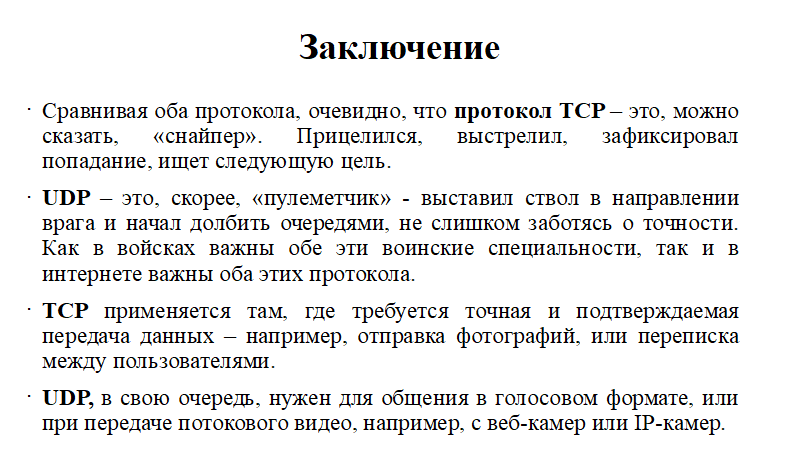 Заключение
· Сравнивая оба протокола, очевидно, что протокол TCP – это, можно
сказать, «снайпер». Прицелился, выстрелил, зафиксировал
попадание, ищет следующую цель.
· UDP – это, скорее, «пулеметчик» - выставил ствол в направлении
врага и начал долбить очередями, не слишком заботясь о точности.
Как в войсках важны обе эти воинские специальности, так и в
интернете важны оба этих протокола.
· TCP применяется там, где требуется точная и подтверждаемая
передача данных – например, отправка фотографий, или переписка
между пользователями.
· UDP, в свою очередь, нужен для общения в голосовом формате, или
при передаче потокового видео, например, с веб-камер или IP-камер.